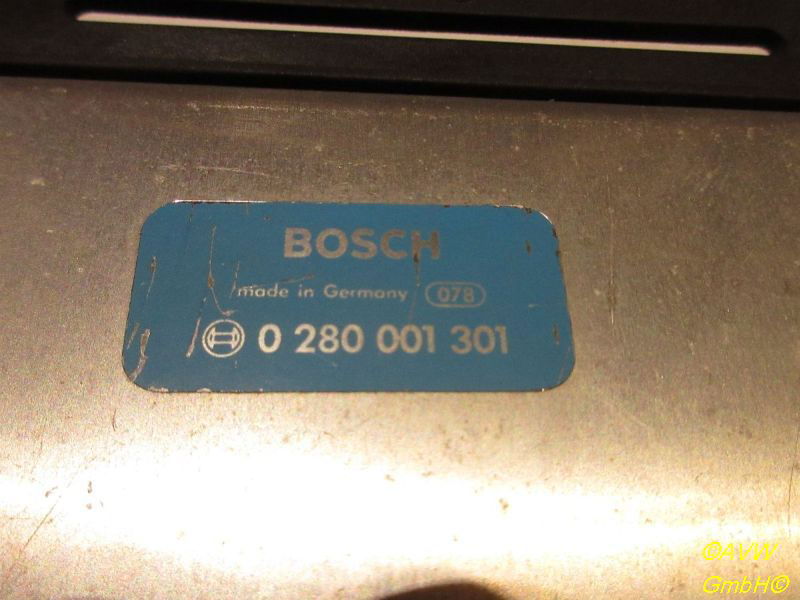 BOSCH
made in Germany 078
0 280 001 301
©AVW
GmbH©